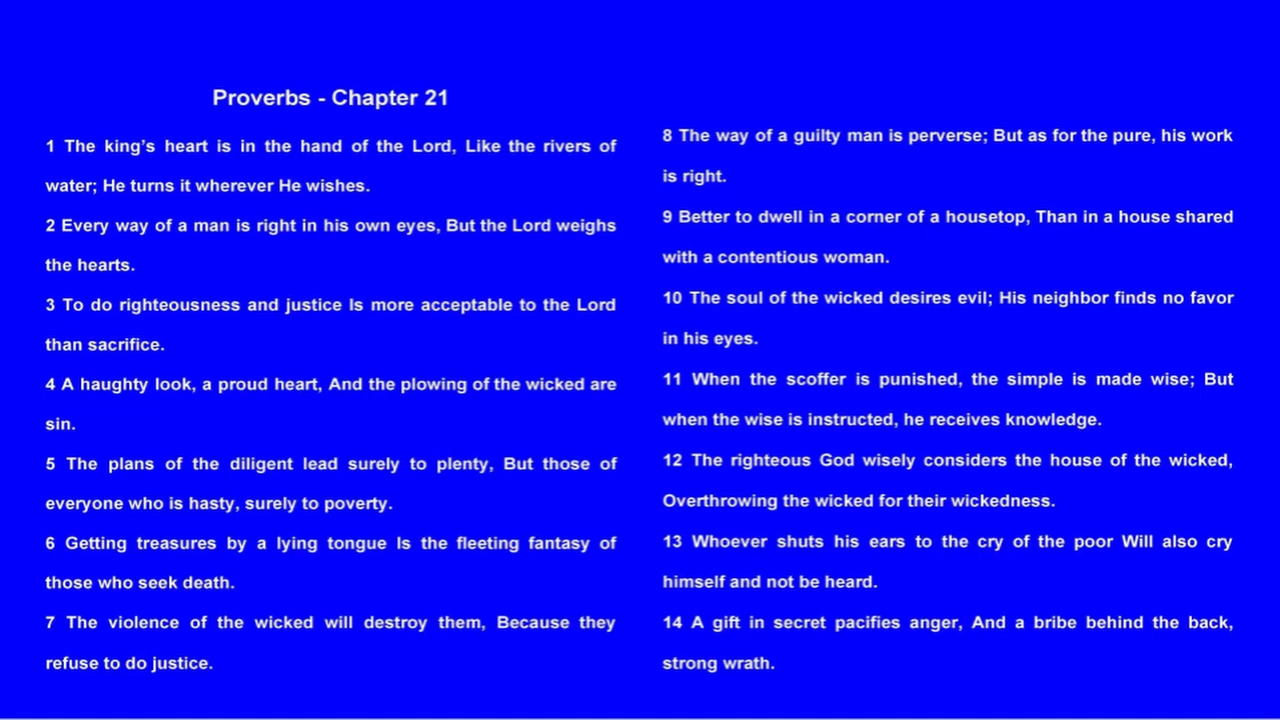 Proverbs - Chapter 21
1 The king’s heart is in the hand of the Lord, Like the rivers of
water; He turns it wherever He wishes.
2 Every way of a man is right in his own eyes, But the Lord weighs
the hearts.
3 To do righteousness and justice Is more acceptable to the Lord
than sacrifice.
4 A haughty look, a proud heart, And the plowing of the wicked are
sin.
5 The plans of the diligent lead surely to plenty, But those of
everyone who is hasty, surely to poverty.
6 Getting treasures by a lying tongue Is the fleeting fantasy of
those who seek death.
7 The violence of the wicked will destroy them, Because they
refuse to do justice.
8 The way of a guilty man is perverse; But as for the pure, his work
is right.
9 Better to dwell in a corner of a housetop, Than in a house shared
with a contentious woman.
10 The soul of the wicked desires evil; His neighbor finds no favor
in his eyes.
11 When the scoffer is punished, the simple is made wise; But
when the wise is instructed, he receives knowledge.
12 The righteous God wisely considers the house of the wicked,
Overthrowing the wicked for their wickedness.
13 Whoever shuts his ears to the cry of the poor Will also cry
himself and not be heard.
14 A gift in secret pacifies anger, And a bribe behind the back,
strong wrath.